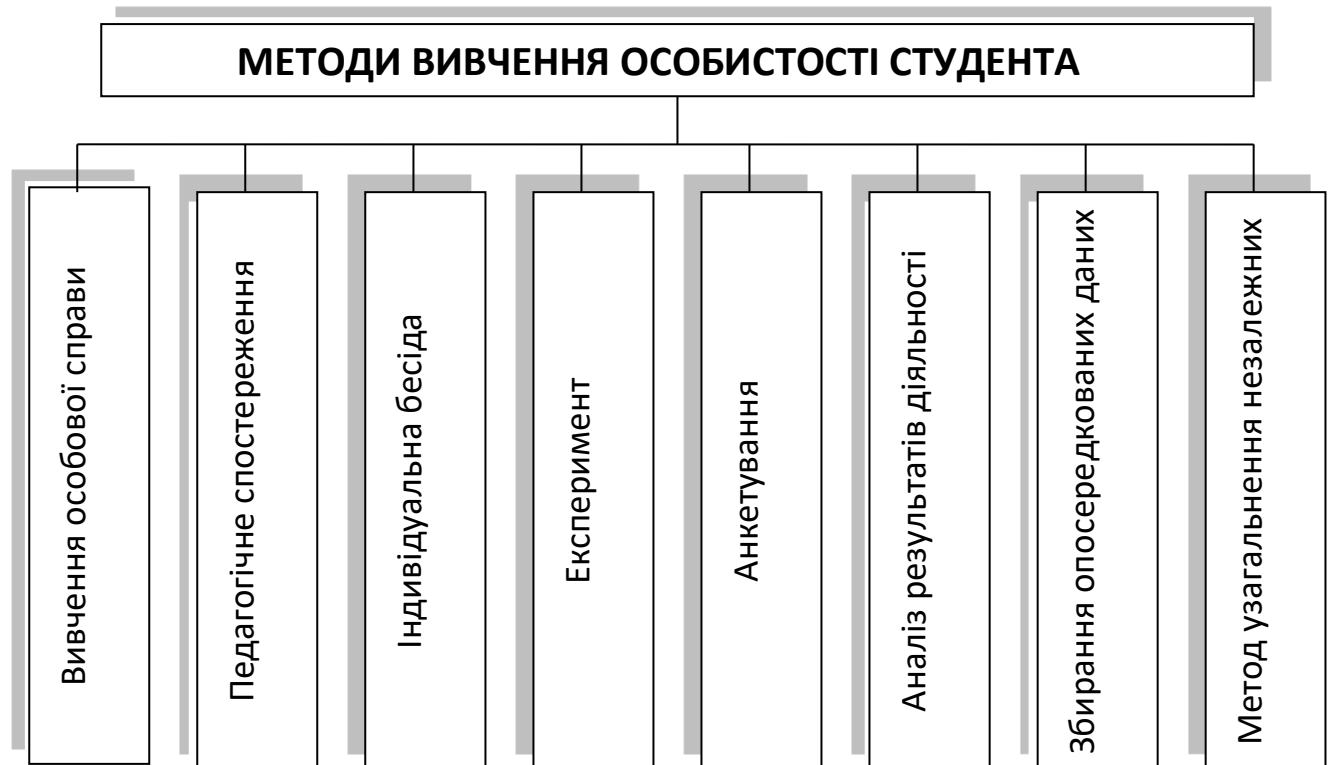 МЕТОДИ ВИВЧЕННЯ ОСОБИСТОСТІ СТУДЕНТА
Вивчення особової справи
Педагогічне спостереження
Індивідуальна бесіда
Експеримент
Анкетування
Аналіз результатів діяльності
Збирання опосередкованих даних
Метод узагальнення незалежних